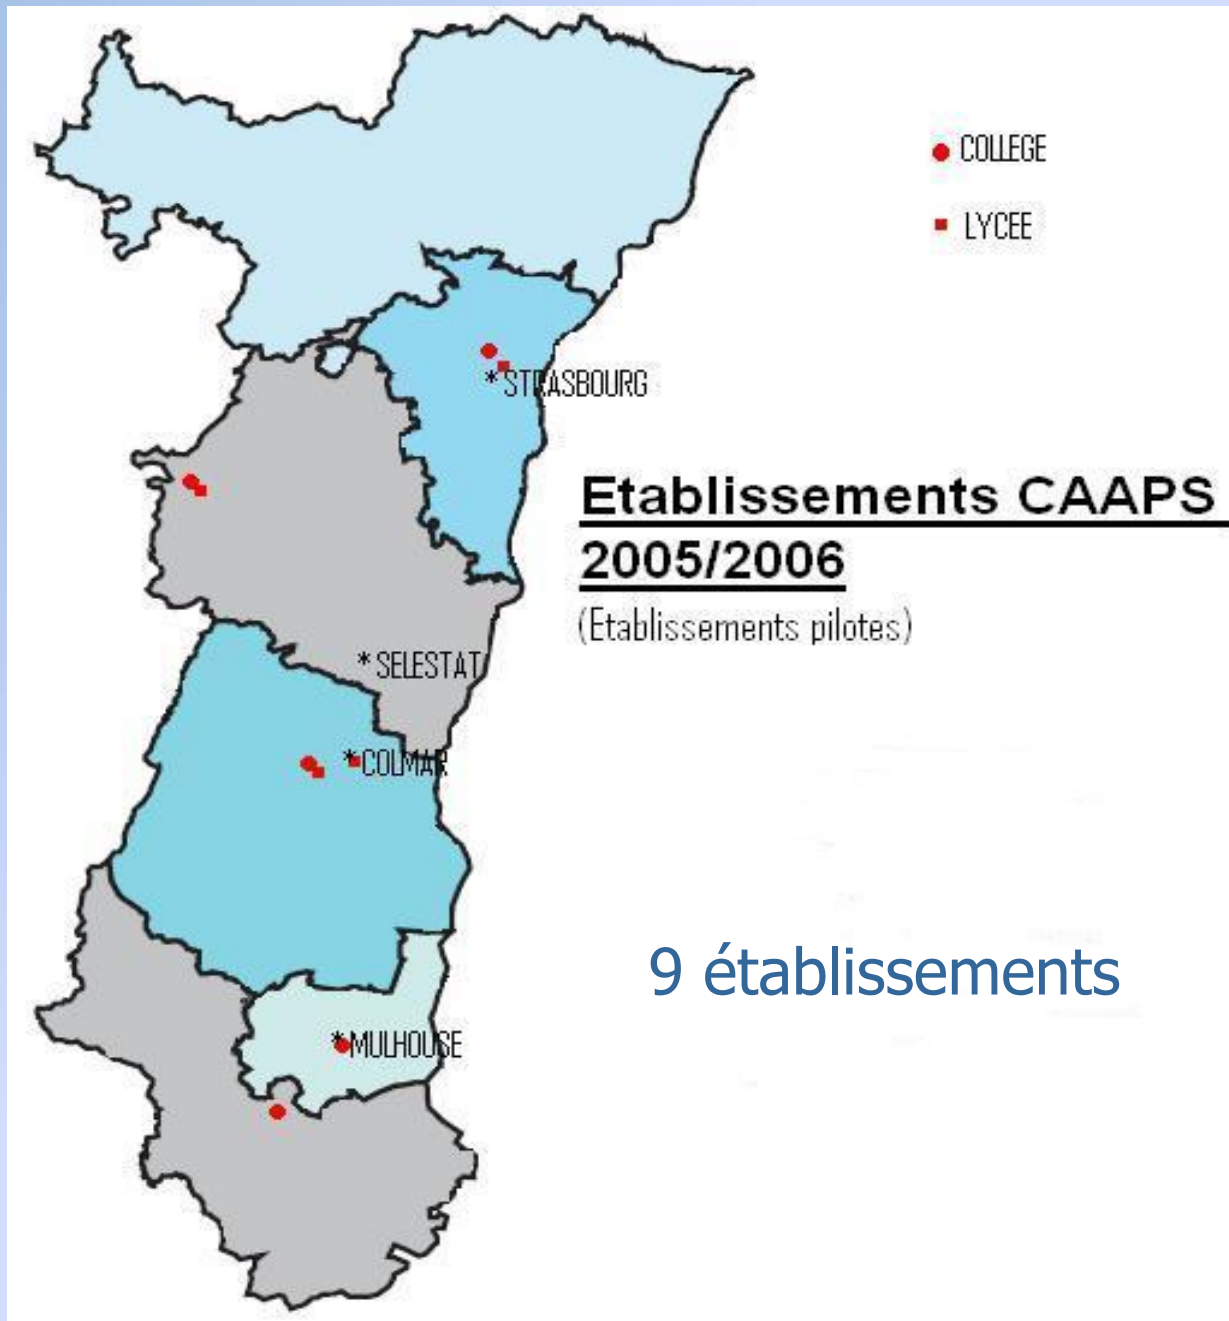 COLLEGE
LYCEE
*STRASBOURG
Etablissements CAAPS
2005/2006
(Etablissements pilotes)
*SELESTAT
*COLMAR
9 établissements
*MULHOUSE